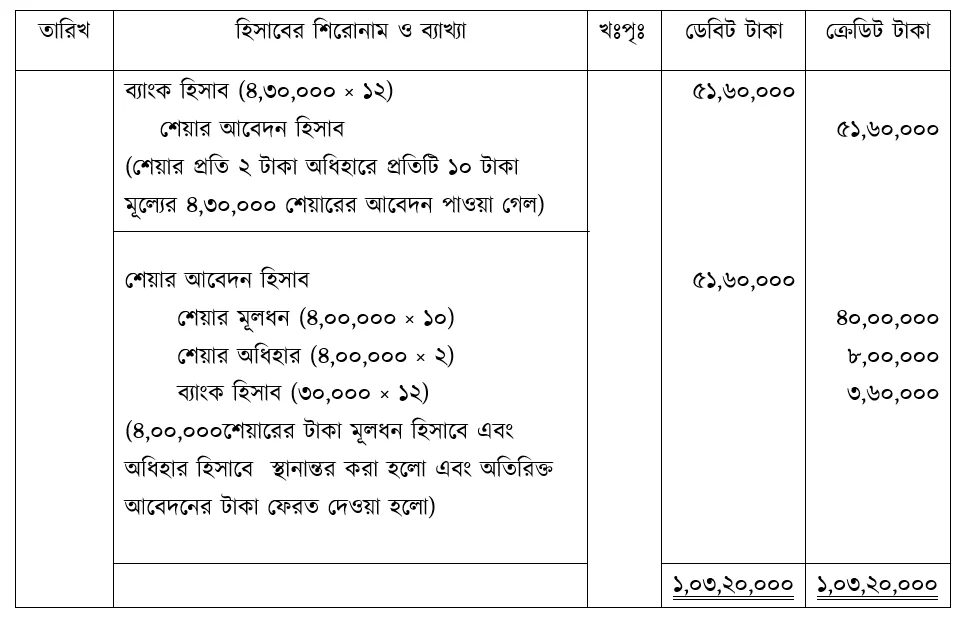 তারিখ হিসাবের শিরোনাম ও ব্যাখ্যা খঃপৃঃ ডেবিট টাকা ক্রেডিট টাকা
ব্যাংক হিসাব (৪,৩০,০০০ × ১২) ৫১,৬০,০০০
শেয়ার আবেদন হিসাব ৫১,৬০,০০০
(শেয়ার প্রতি ২ টাকা অধিহারে প্রতিটি ১০ টাকা
মূল্যের ৪,৩০,০০০ শেয়ারের আবেদন পাওয়া গেল)
শেয়ার আবেদন হিসাব ৫১,৬০,০০০
শেয়ার মূলধন (৪,০০,০০০ × ১০) ৪০,০০,০০০
শেয়ার অধিহার (৪,০০,০০০ × ২) ৮,০০,০০০
ব্যাংক হিসাব (৩০,০০০ × ১২) ৩,৬০,০০০
(৪,০০,০০০শেয়ারের টাকা মূলধন হিসাবে এবং
অধিহার হিসাবে স্থানান্তর করা হলো এবং অতিরিক্ত
আবেদনের টাকা ফেরত দেওয়া হলো)
১,০৩,২০,০০০ ১,০৩,২০,০০০